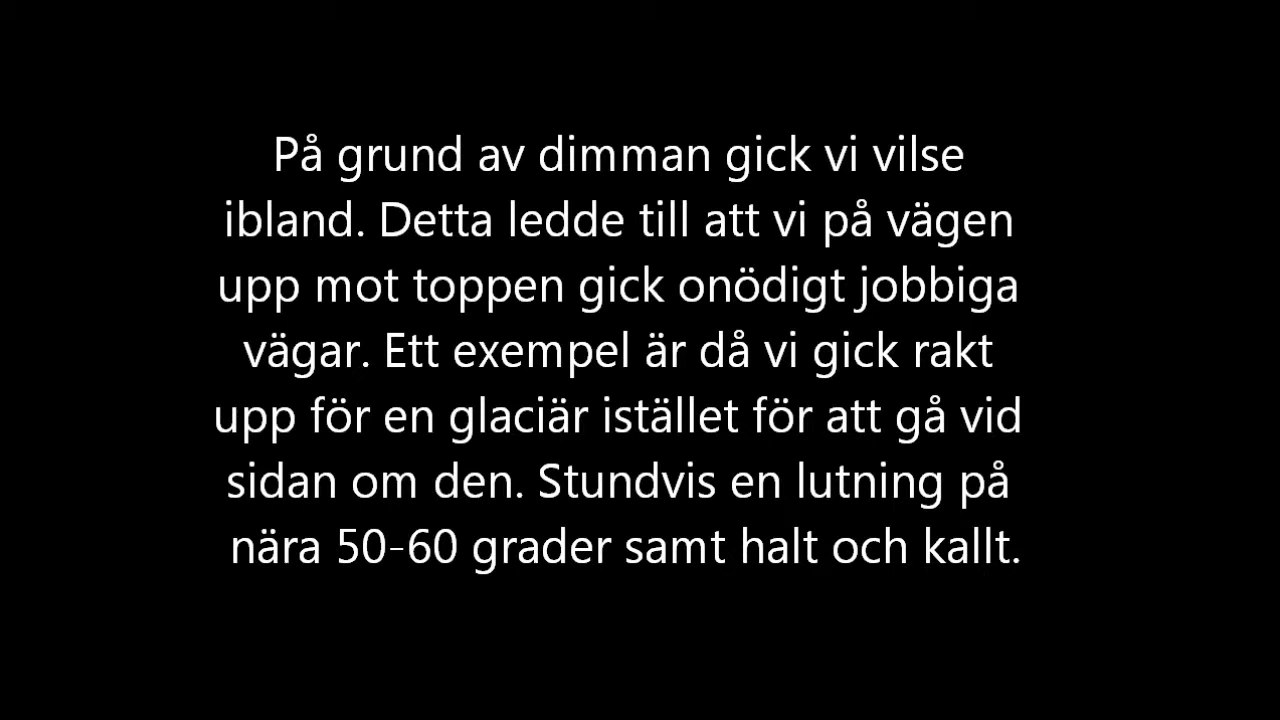 På grund av dimman gick vi vilse
ibland. Detta ledde till att vi på vägen
upp mot toppen gick onödigt jobbiga
vägar. Ett exempel är då vi gick rakt
upp för en glaciär istället för att gå vid
sidan om den. Stundvis en lutning på
nära 50-60 grader samt halt och kallt.